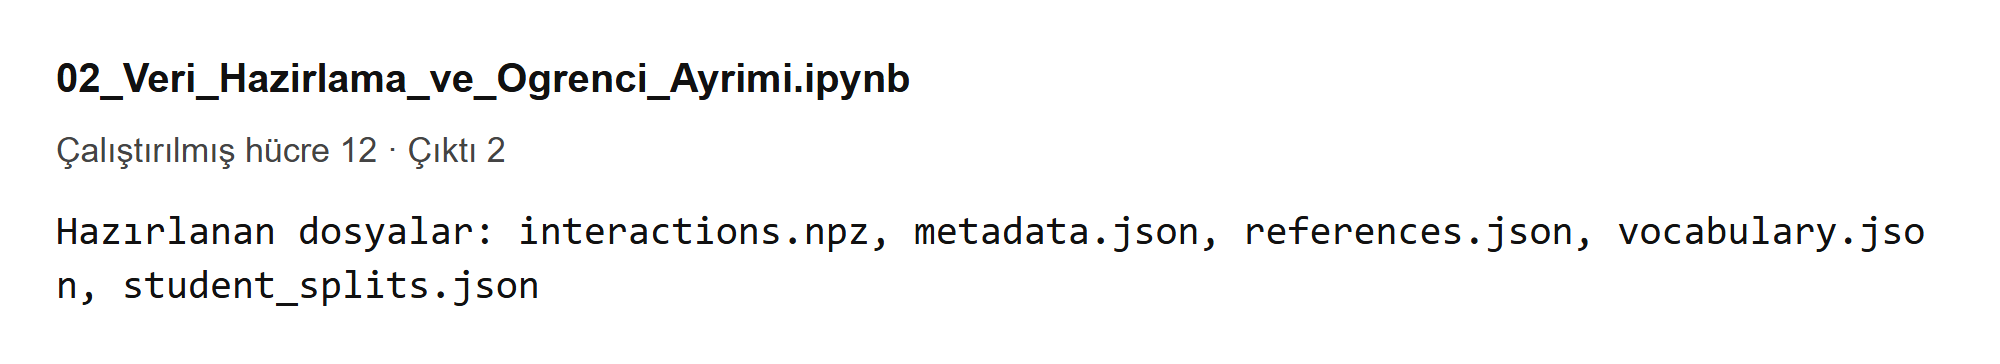 02_Veri_Hazirlama_ve_Ogrenci_Ayrimi.ipynb
Çalıştırılmış hücre 12 · Çıktı 2
Hazırlanan dosyalar: interactions.npz, metadata.json, references.json, vocabulary.jso
n, student_splits.json